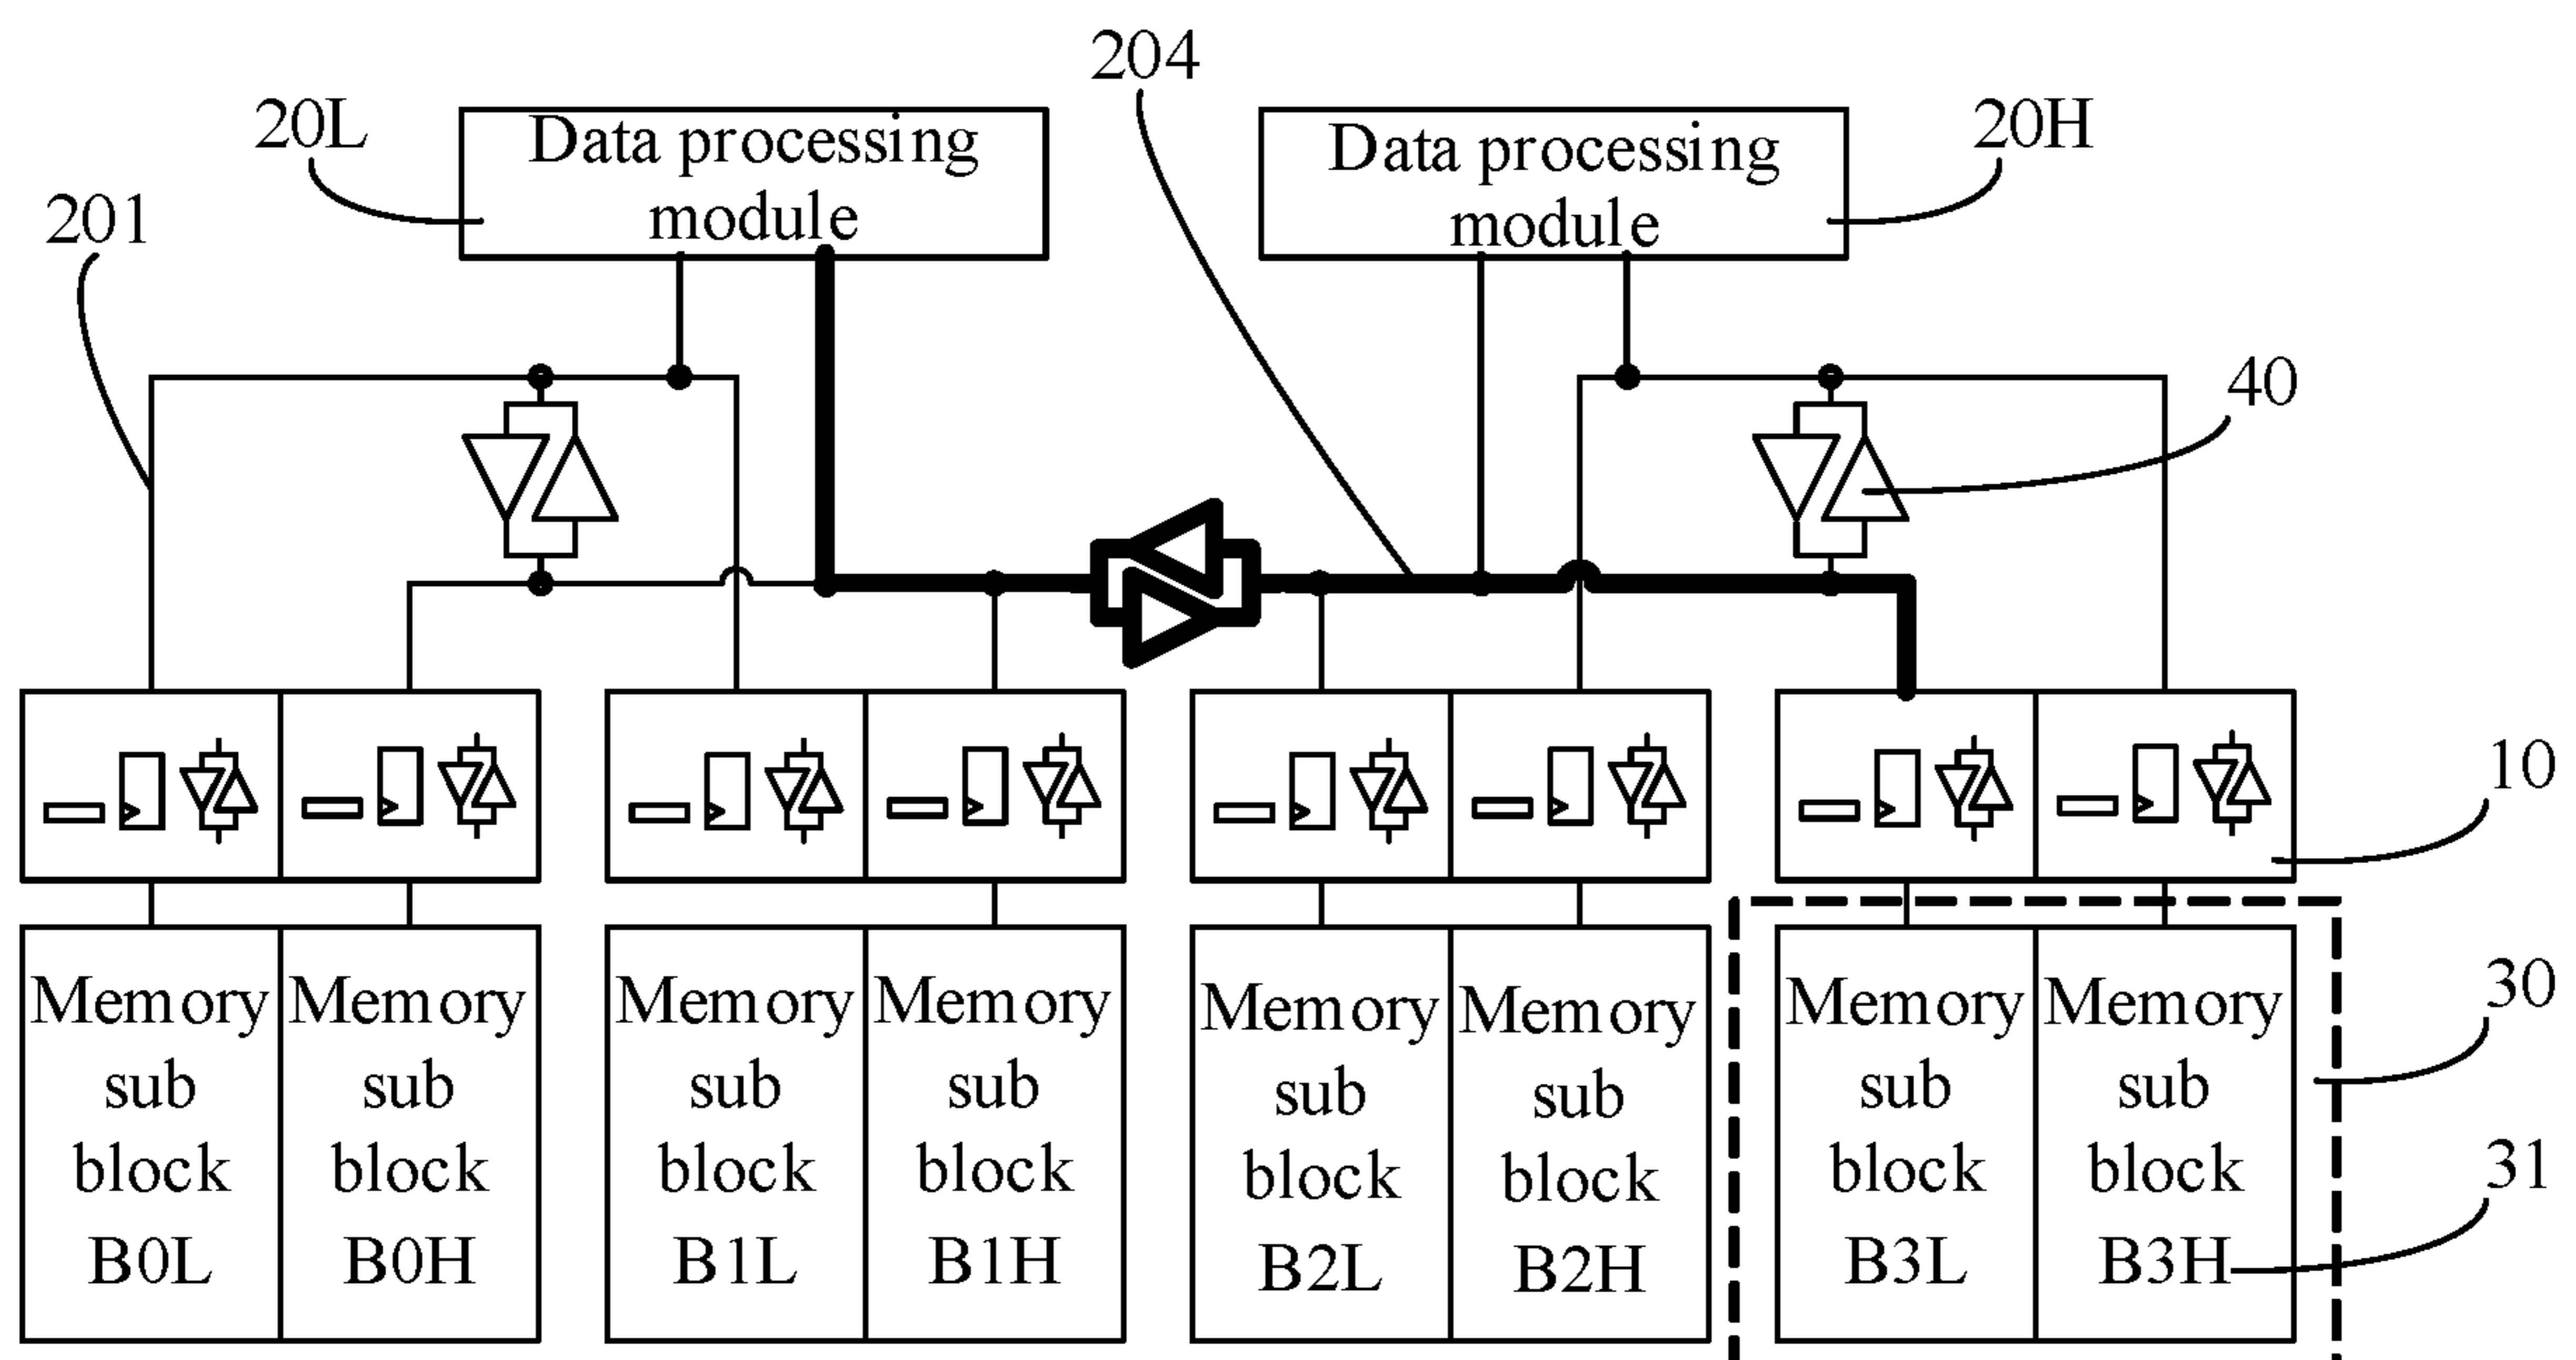 204
20L
Data processing
module
Data processing
module
20H
201
40
10
Memory
sub
block
B0L
Memory
sub
block
B0H
Memory
sub
block
B1L
Memory
sub
block
B1H
Memory
sub
block
B2L
Memory
sub
block
B2H
Memory
sub
block
B3L
Memory
sub
block
B3H
30
31